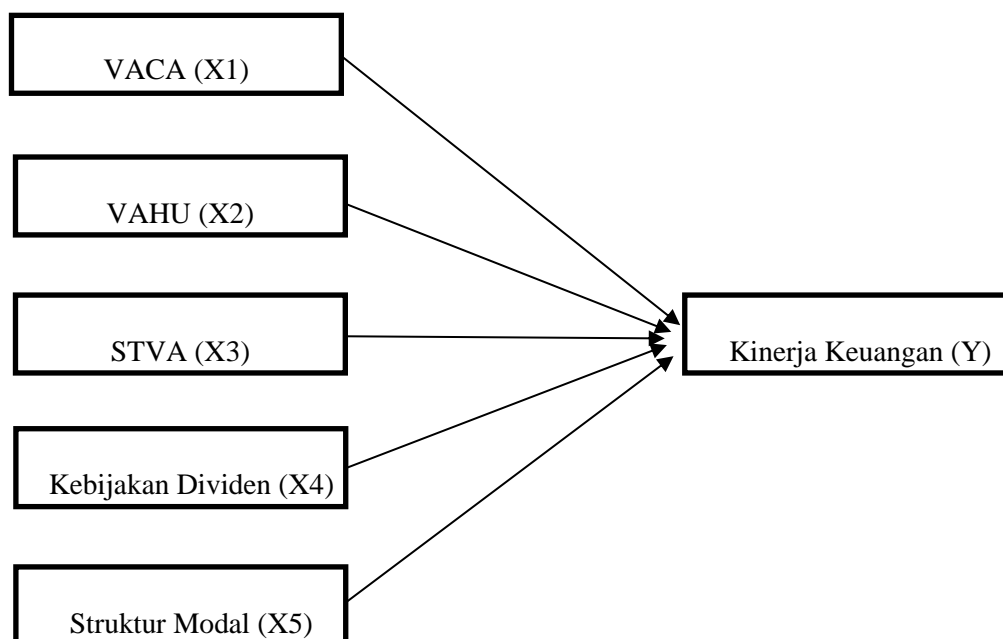 VACA (X1)
VAHU (X2)
STVA (X3)
Kinerja Keuangan (Y)
Kebijakan Dividen (X4)
Struktur Modal (X5)